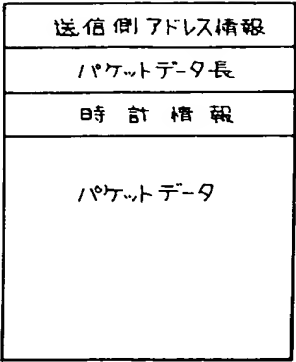 送信側アドレス情報
パケットデータ長
時計情報
パケットデータ